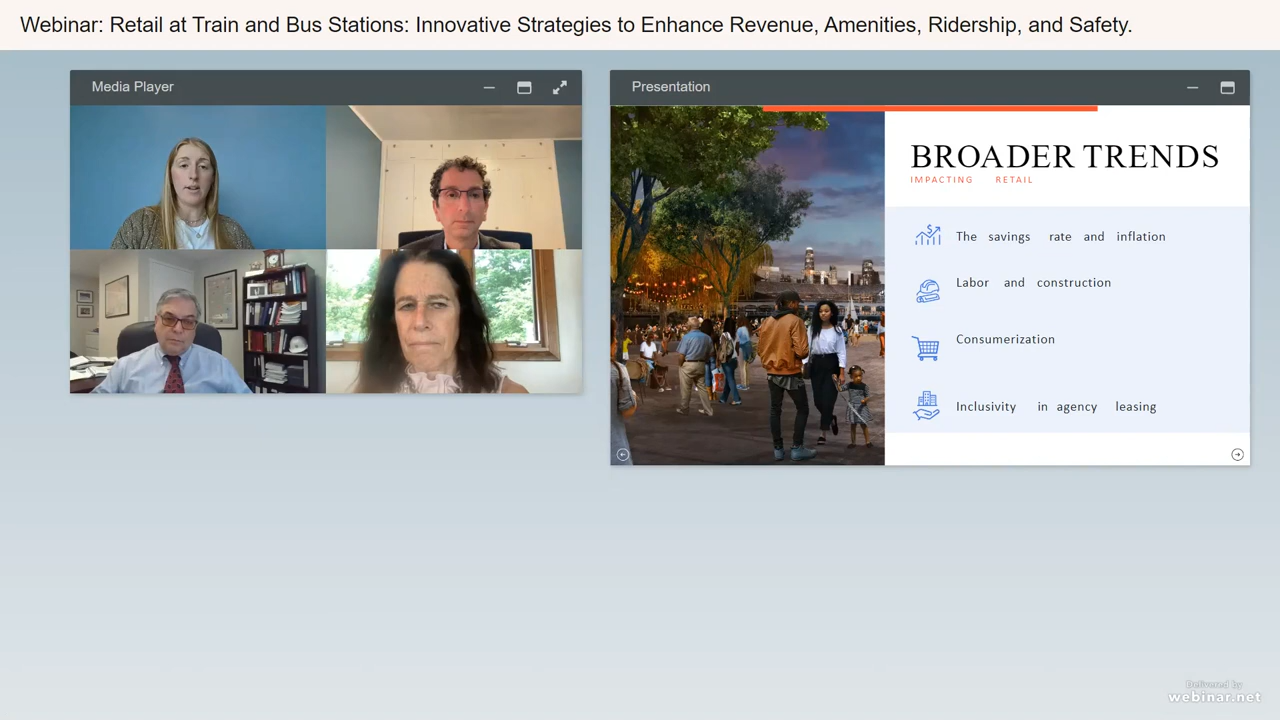 Webinar: Retail at Train and Bus Stations: Innovative Strategies to Enhance Revenue, Amenities, Ridership, and Safety.
Media Player
Presentation
BROADER TRENDS
IMPACTING RETAIL
The savings rate and inflation
Labor and construction
Consumerization
Inclusivity in agency leasing
Delivered by
webinar.net